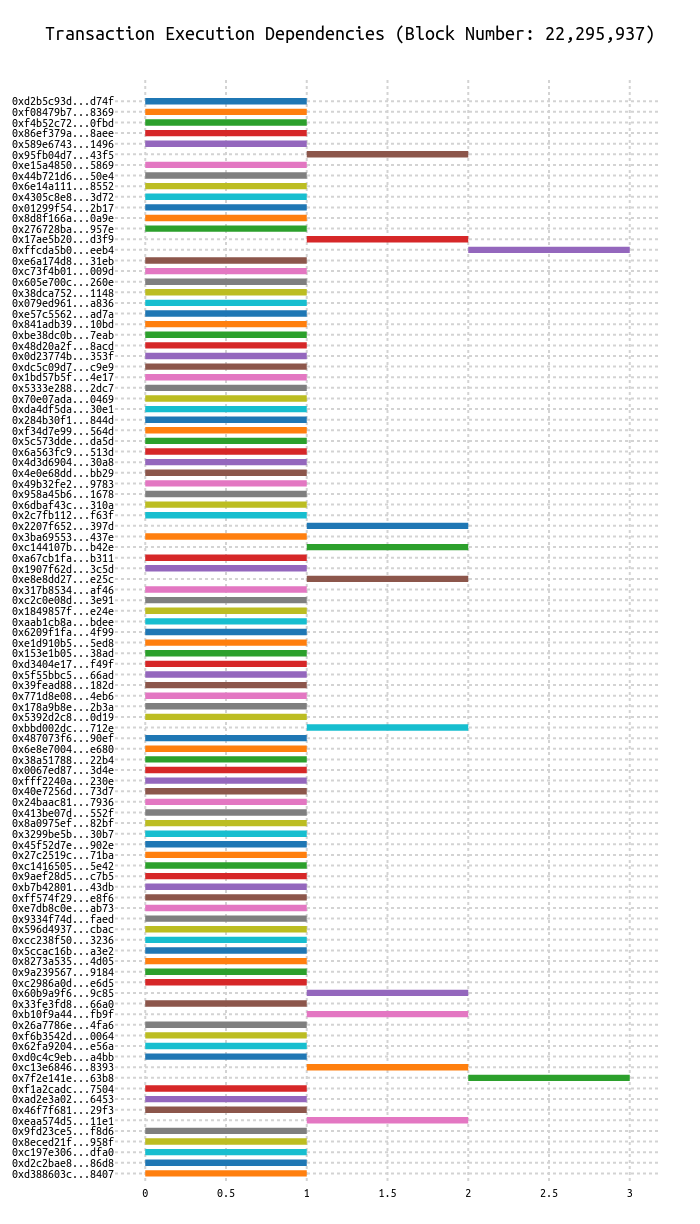 Transaction Execution Dependencies (Block Number: 22,295,937)
0xd2b5c93d...d74f
0xf08479b7...8369
0xf4b52c72...0fbd
0x86ef379a...8aee
0x589e6743...1496
0x95fb04d7...43f5
0xe15a4850...5869
0x44b721d6...50e4
0x6e14a111...8552
0x4305c8e8...3d72
0x01299f54...2b17
0x8d8f166a...0a9e
0x276728ba...957e
0x17ae5b20...d3f9
0xffcda5b0...eeb4
0xe6a174d8...31eb
0xc73f4b01...009d
0x605e700c...260e
0x38dca752...1148
0x079ed961...a836
0xe57c5562...ad7a
0x841adb39...10bd
0xbe38dc0b...7eab
0x48d20a2f...8acd
0x0d23774b...353f
0xdc5c09d7...c9e9
0x1bd57b5f...4e17
0x5333e288...2dc7
0x70e07ada...0469
0xda4df5da...30e1
0x284b30f1...844d
0xf34d7e99...564d
0x5c573dde...da5d
0x6a563fc9...513d
0x4d3d6904...30a8
0x4e0e68dd...bb29
0x49b32fe2...9783
0x958a45b6...1678
0x6dbaf43c...310a
0x2c7fb112...f63f
0x2207f652...397d
0x3ba69553...437e
0xc144107b...b42e
0xa67cb1fa...b311
0x1907f62d...3c5d
0xe8e8dd27...e25c
0x317b8534...af46
0xc2c0e08d...3e91
0x1849857f...e24e
0xaab1cb8a...bdee
0x6209f1fa...4f99
0xe1d910b5...5ed8
0x153e1b05...38ad
0xd3404e17...f49f
0x5f55bbc5...66ad
0x39fead88...182d
0x771d8e08...4eb6
0x178a9b8e...2b3a
0x5392d2c8...0d19
0xbbd002dc...712e
0x487073f6...90ef
0x6e8e7004...e680
0x38a51788...22b4
0x0067ed87...3d4e
0xfff2240a...230e
0x40e7256d...73d7
0x24baac81...7936
0x413be07d...552f
0x8a0975ef...82bf
0x3299be5b...30b7
0x45f52d7e...902e
0x27c2519c...71ba
0xc1416505...5e42
0x9aef28d5...c7b5
0xb7b42801...43db
0xff574f29...e8f6
0xe7db8c0e...ab73
0x9334f74d...faed
0x596d4937...cbac
0xcc238f50...3236
0x5ccac16b...a3e2
0x8273a535...4d05
0x9a239567...9184
0xc2986a0d...e6d5
0x60b9a9f6...9c85
0x33fe3fd8...66a0
0xb10f9a44...fb9f
0x26a7786e...4fa6
0xf6b3542d...0064
0x62fa9204...e56a
0xd0c4c9eb...a4bb
0xc13e6846...8393
0x7f2e141e...63b8
0xf1a2cadc...7504
0xad2e3a02...6453
0x46f7f681...29f3
0xeaa574d5...11e1
0x9fd23ce5...f8d6
0x8eced21f...958f
0xc197e306...dfa0
0xd2c2bae8...86d8
0xd388603c...8407
0 0.5 1 1.5 2 2.5 3